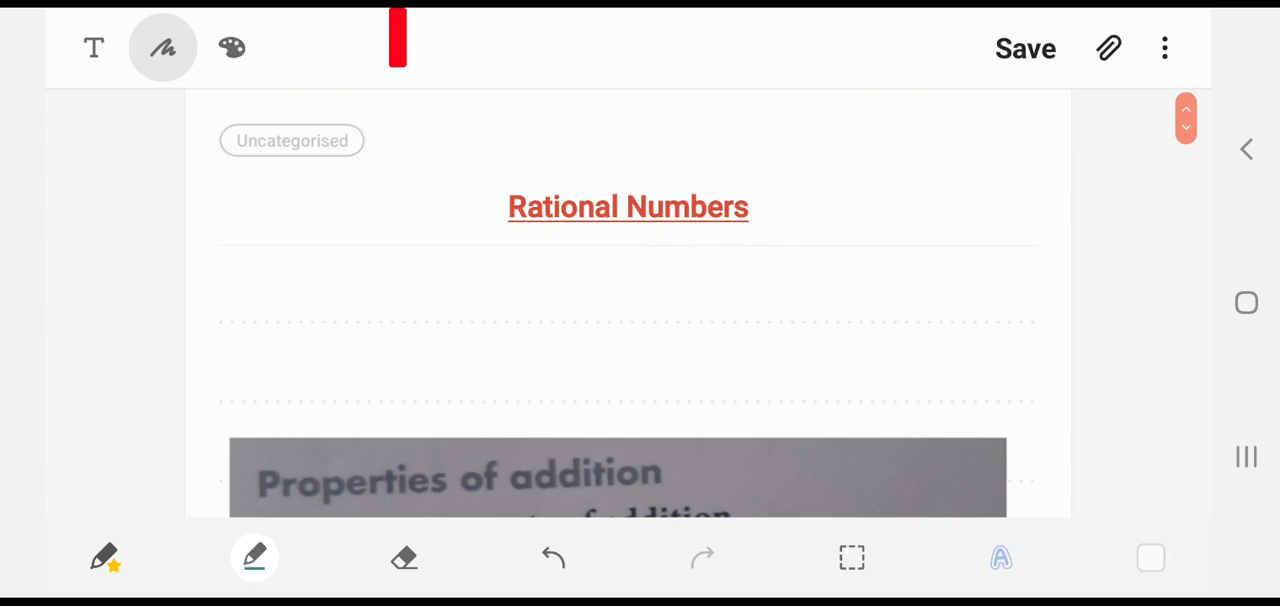 Save
Uncategorised
Rational Numbers
Properties of addition